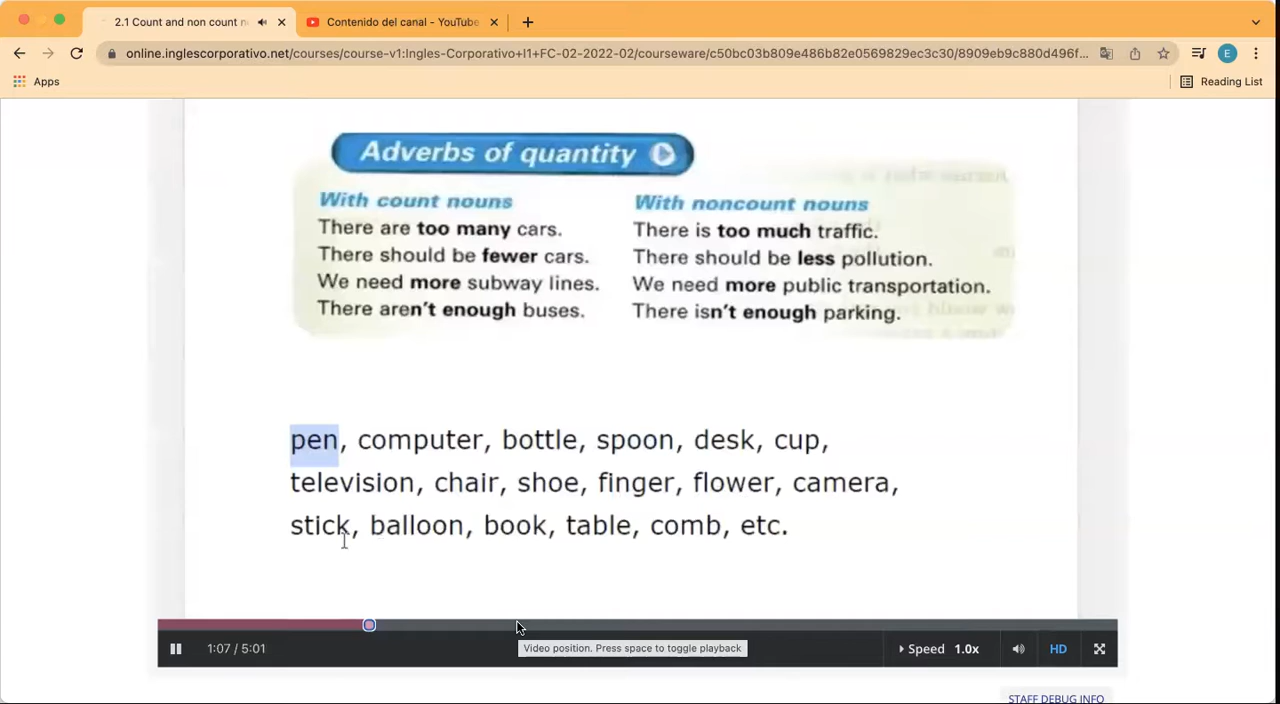 2.1 Count and non count n
Contenido del canal - YouTube
online.inglescorporativo.net/courses/course-v1:Ingles-Corporativo+I1+FC-02-2022-02/courseware/c50bc03b809e486b82e0569829ec3c30/8909eb9c880d496f...
E
Apps
Reading List
Adverbs of quantity
With count nouns
There are too many cars.
There should be fewer cars.
We need more subway lines.
There aren't enough buses.
With noncount nouns
There is too much traffic.
There should be less pollution.
We need more public transportation.
There isn't enough parking.
pen, computer, bottle, spoon, desk, cup,
television, chair, shoe, finger, flower, camera,
stick, balloon, book, table, comb, etc.
1:07 / 5:01
Video position. Press space to toggle playback
Speed 1.0x
HD
STAFF DEBUG INFO